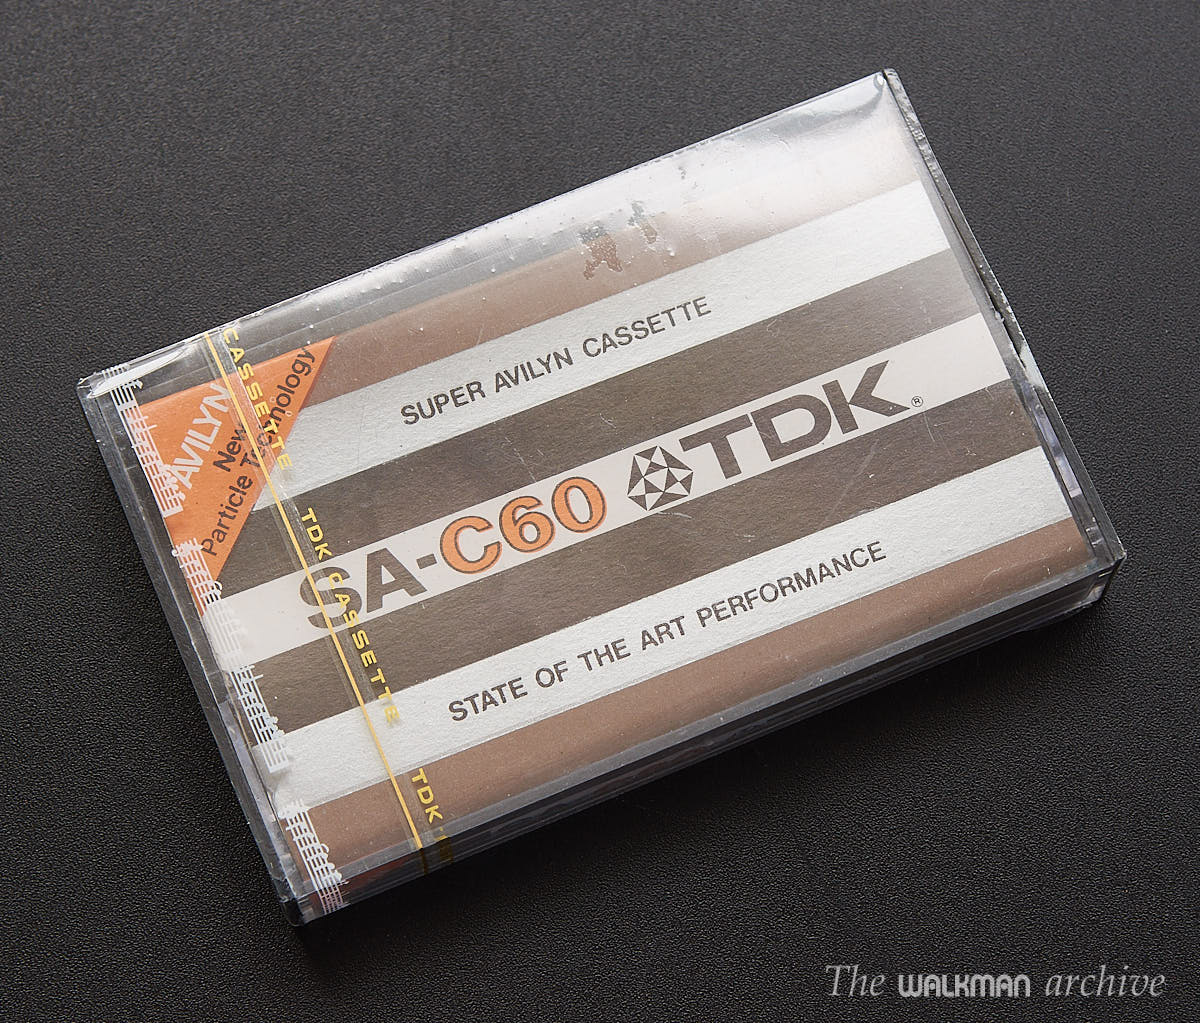 AVILYN
New
Particle Technology
SUPER AVILYN CASSETTE
SA-C60 TDK®
STATE OF THE ART PERFORMANCE
CASSETTE
TDK CASSETTE
TDK
The WALKMAN archive